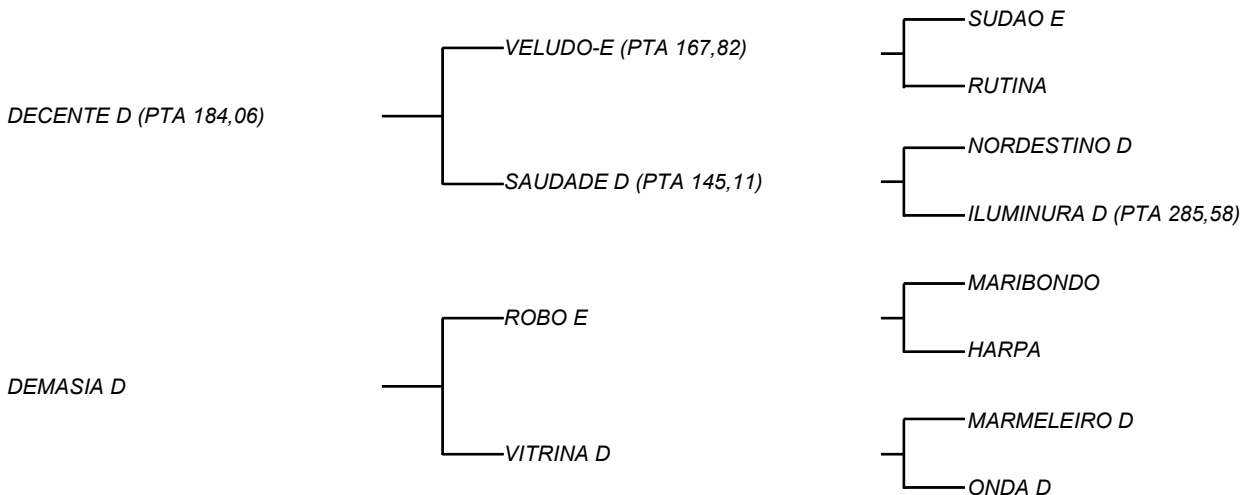 SUDAO E
VELUDO-E (PTA 167,82)
RUTINA
DECENTE D (PTA 184,06)
NORDESTINO D
SAUDADE D (PTA 145,11)
ILUMINURA D (PTA 285,58)
MARIBONDO
ROBO E
HARPA
DEMASIA D
MARMELEIRO D
VITRINA D
ONDA D